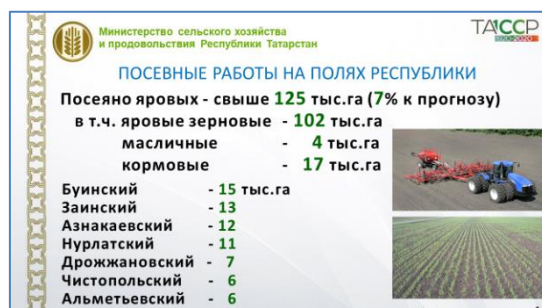 Министерство сельского хозяйства
и продовольствия Республики Татарстан
ТАССР
1920-2020
ПОСЕВНЫЕ РАБОТЫ НА ПОЛЯХ РЕСПУБЛИКИ
Посеяно яровых - свыше 125 тыс.га (7% к прогнозу)
в т.ч. яровые зерновые - 102 тыс.га
масличные - 4 тыс.га
кормовые - 17 тыс.га
Буинский - 15 тыс.га
Заинский - 13
Азнакаевский - 12
Нурлатский - 11
Дрожжановский - 7
Чистопольский - 6
Альметьевский - 6